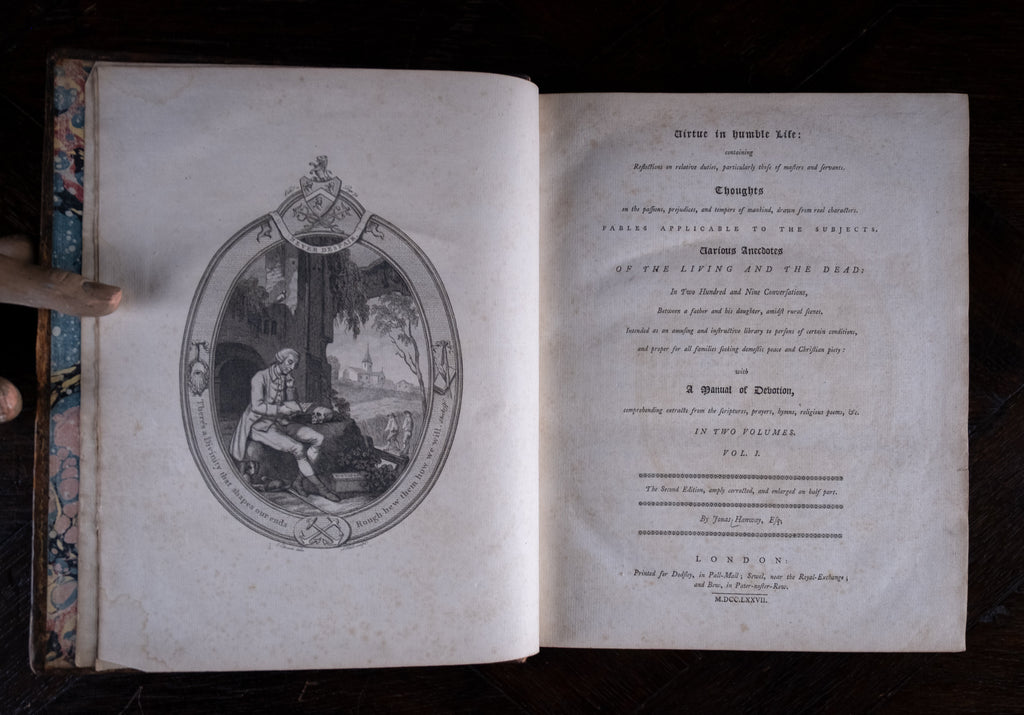 NEVER DESPAIR
There's a Divinity that shapes our ends
Rough hew them how we will
Virtue in humble Life:
containing
Reflections on relative duties, particularly those of masters and servants.
Thoughts
on the passions, prejudices, and tempers of mankind, drawn from real characters.
FABLES APPLICABLE TO THE SUBJECTS.
Various Anecdotes
OF THE LIVING AND THE DEAD:
In Two Hundred and Nine Conversations,
Between a father and his daughter, amidst rural scenes.
Intended as an amusing and instructive library to persons of certain conditions,
and proper for all families seeking domestic peace and Christian piety:
with
A Manual of Devotion,
comprehending extracts from the scriptures, prayers, hymns, religious poems, &c.
IN TWO VOLUMES.
VOL. I.
The Second Edition, amply corrected, and enlarged on half part.
By Jonas Hanway, Esq;
LONDON:
Printed for Dodsley, in Pall-Mall; Sewel, near the Royal-Exchange;
and Bew, in Pater-noster-Row.
M.DCC.LXXVII.